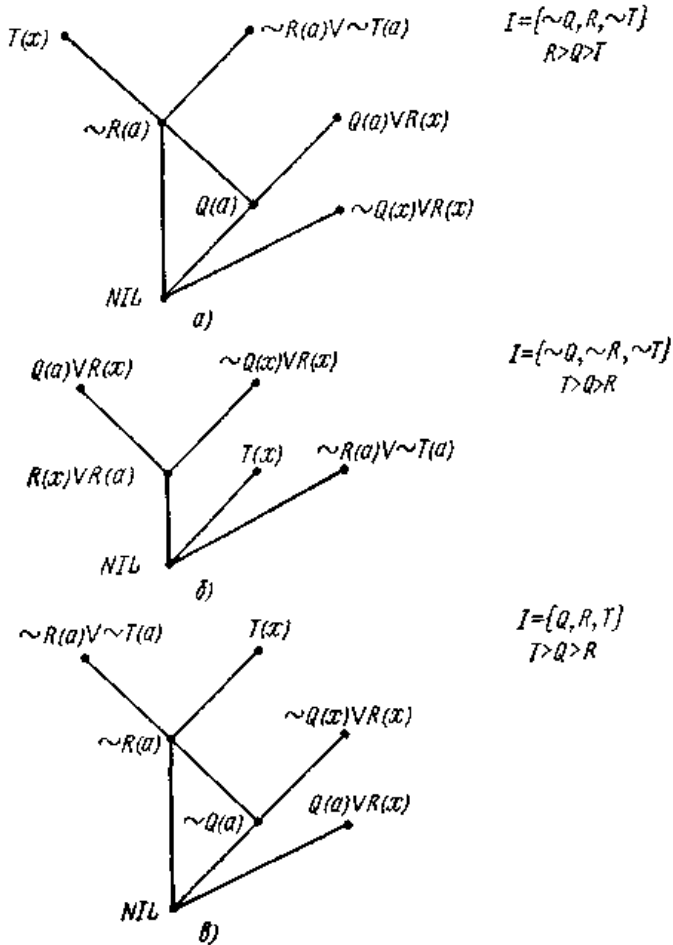 T(x)
~R(a)V~T(a)
I={~Q, R, ~T}
R>Q>T
~R(a)
Q(a)VR(x)
Q(a)
~Q(x)VR(x)
NIL
а)
Q(a)VR(x)
~Q(x)VR(x)
I={~Q, ~R, ~T}
T>Q>R
R(x)VR(a)
T(x)
~R(a)V~T(a)
NIL
б)
~R(a)V~T(a)
T(x)
I={Q, R, T}
T>Q>R
~R(a)
~Q(x)VR(x)
~Q(a)
Q(a)VR(x)
NIL
в)